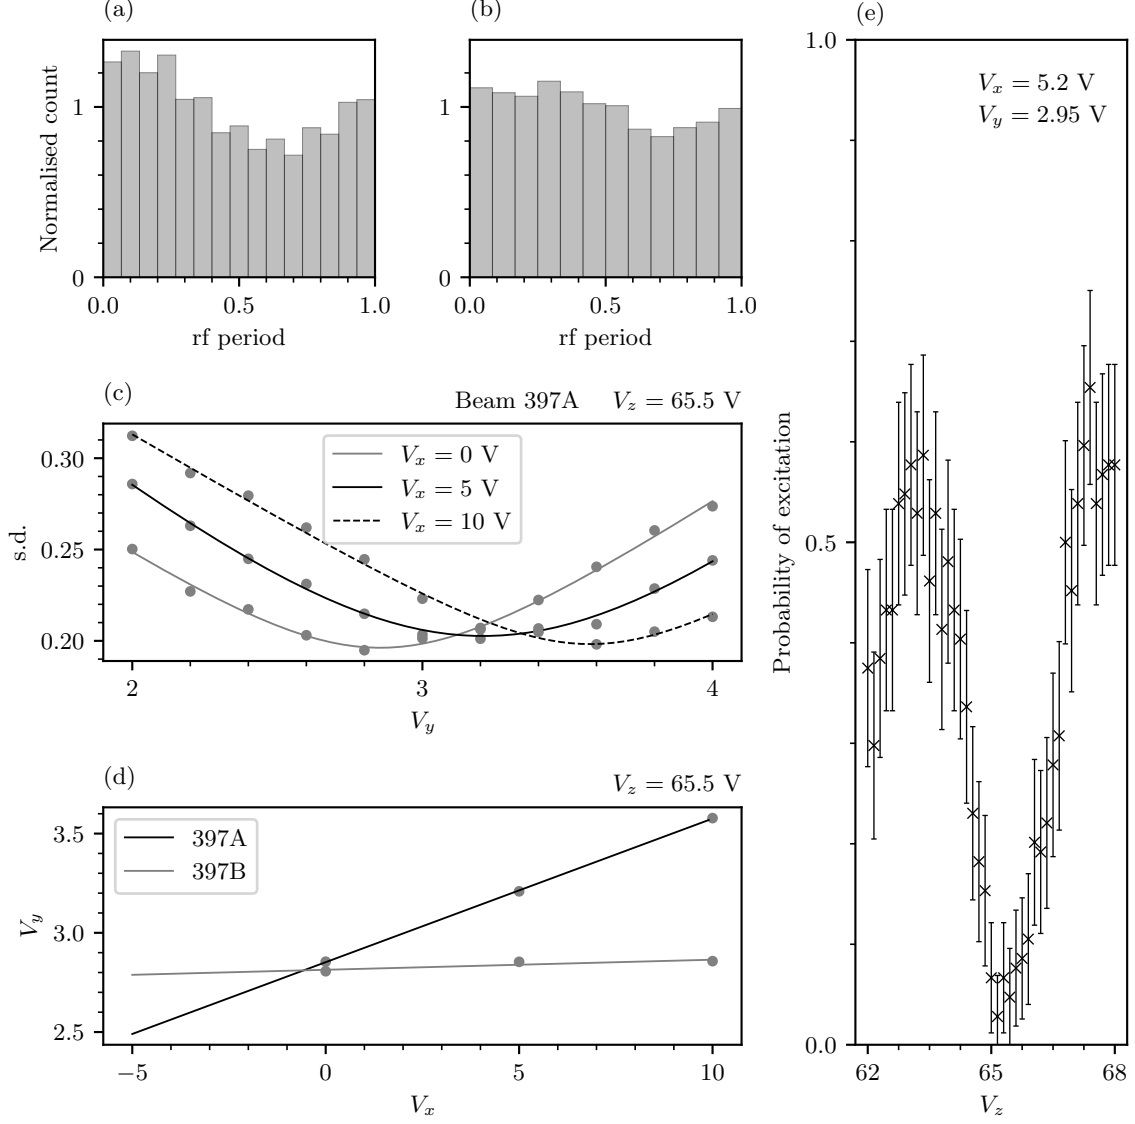 (a)
Normalised count
1
0
0.0 0.5 1.0
rf period
(b)
1
0
0.0 0.5 1.0
rf period
(c)
Beam 397A V_z = 65.5 V
s.d.
0.30
0.25
0.20
V_x = 0 V
V_x = 5 V
V_x = 10 V
2 3 4
V_y
(d)
V_z = 65.5 V
V_y
3.5
3.0
2.5
397A
397B
−5 0 5 10
V_x
(e)
Probability of excitation
1.0
0.5
0.0
V_x = 5.2 V
V_y = 2.95 V
62 65 68
V_z